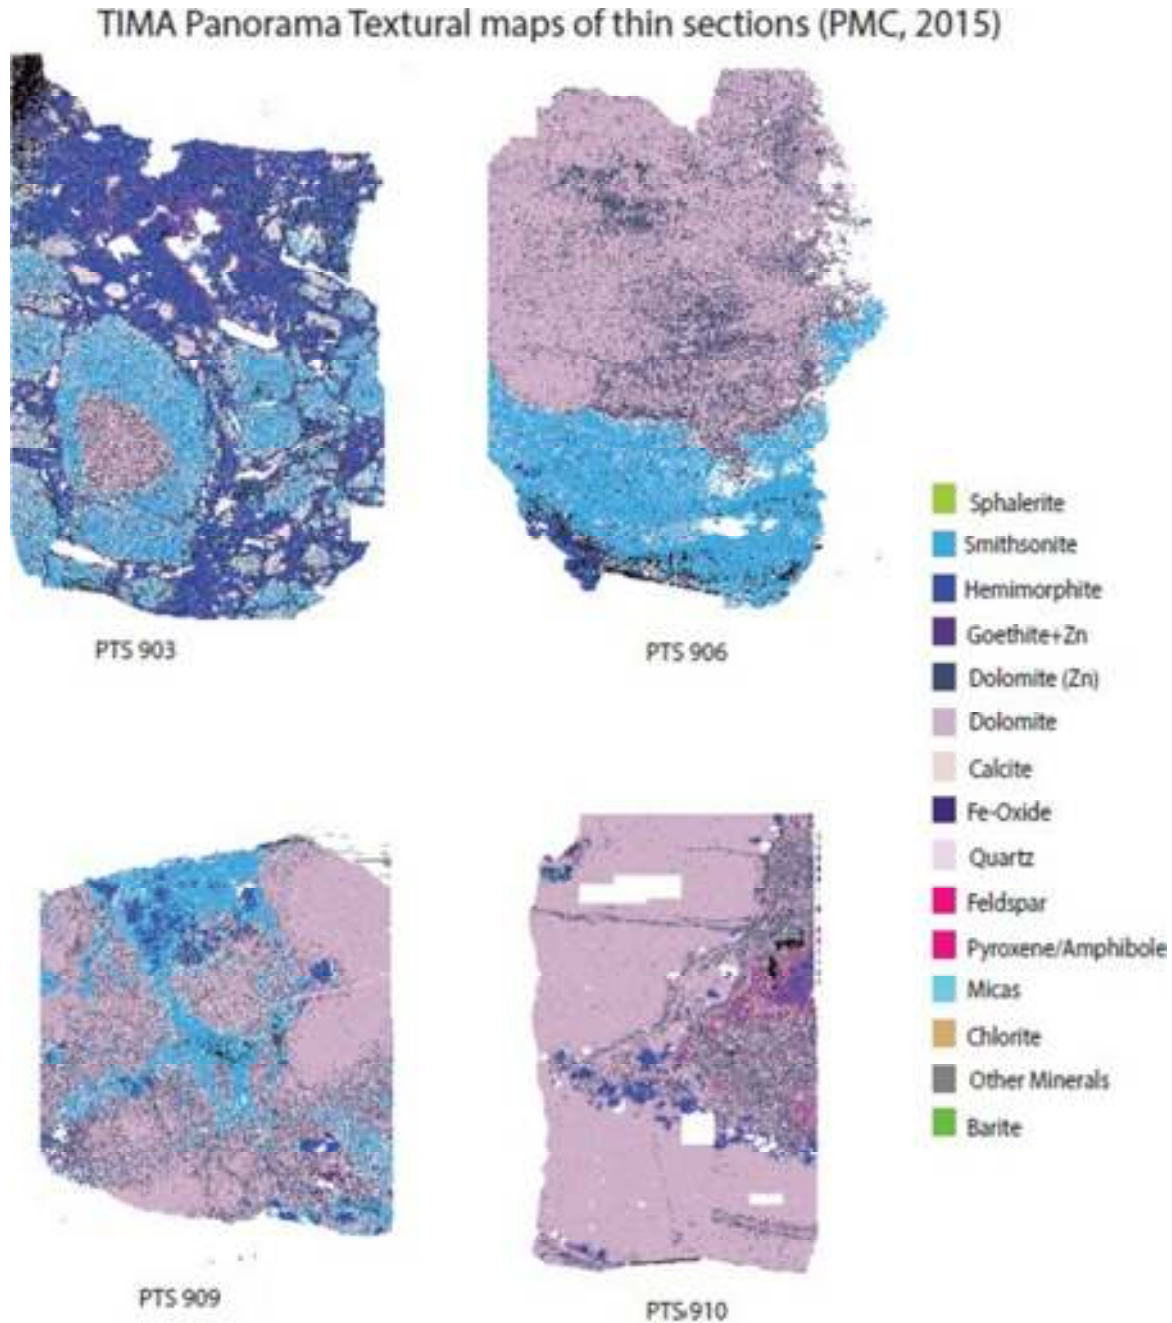 TIMA Panorama Textural maps of thin sections (PMC, 2015)
PTS 903
PTS 906
Sphalerite
Smithsonite
Hemimorphite
Goethite+Zn
Dolomite (Zn)
Dolomite
Calcite
Fe-Oxide
Quartz
Feldspar
Pyroxene/Amphibole
Micas
Chlorite
Other Minerals
Barite
PTS 909
PTS 910